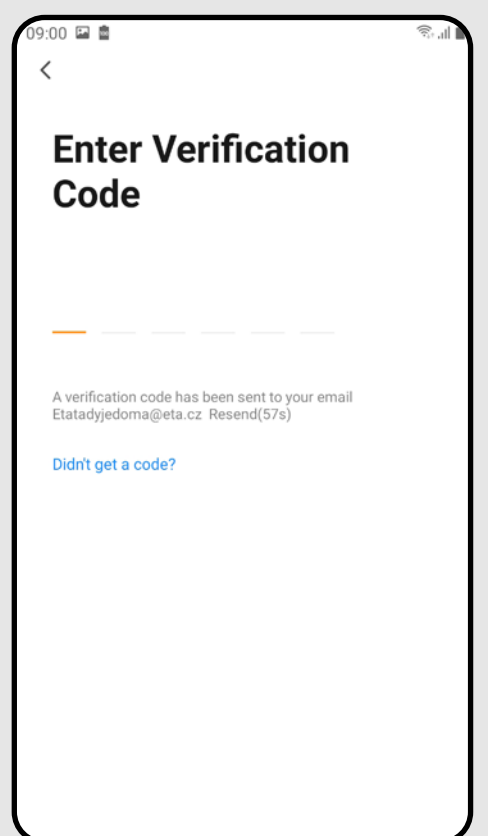 09:00
Enter Verification
Code
A verification code has been sent to your email
Etatadyjedoma@eta.cz Resend(57s)
Didn't get a code?